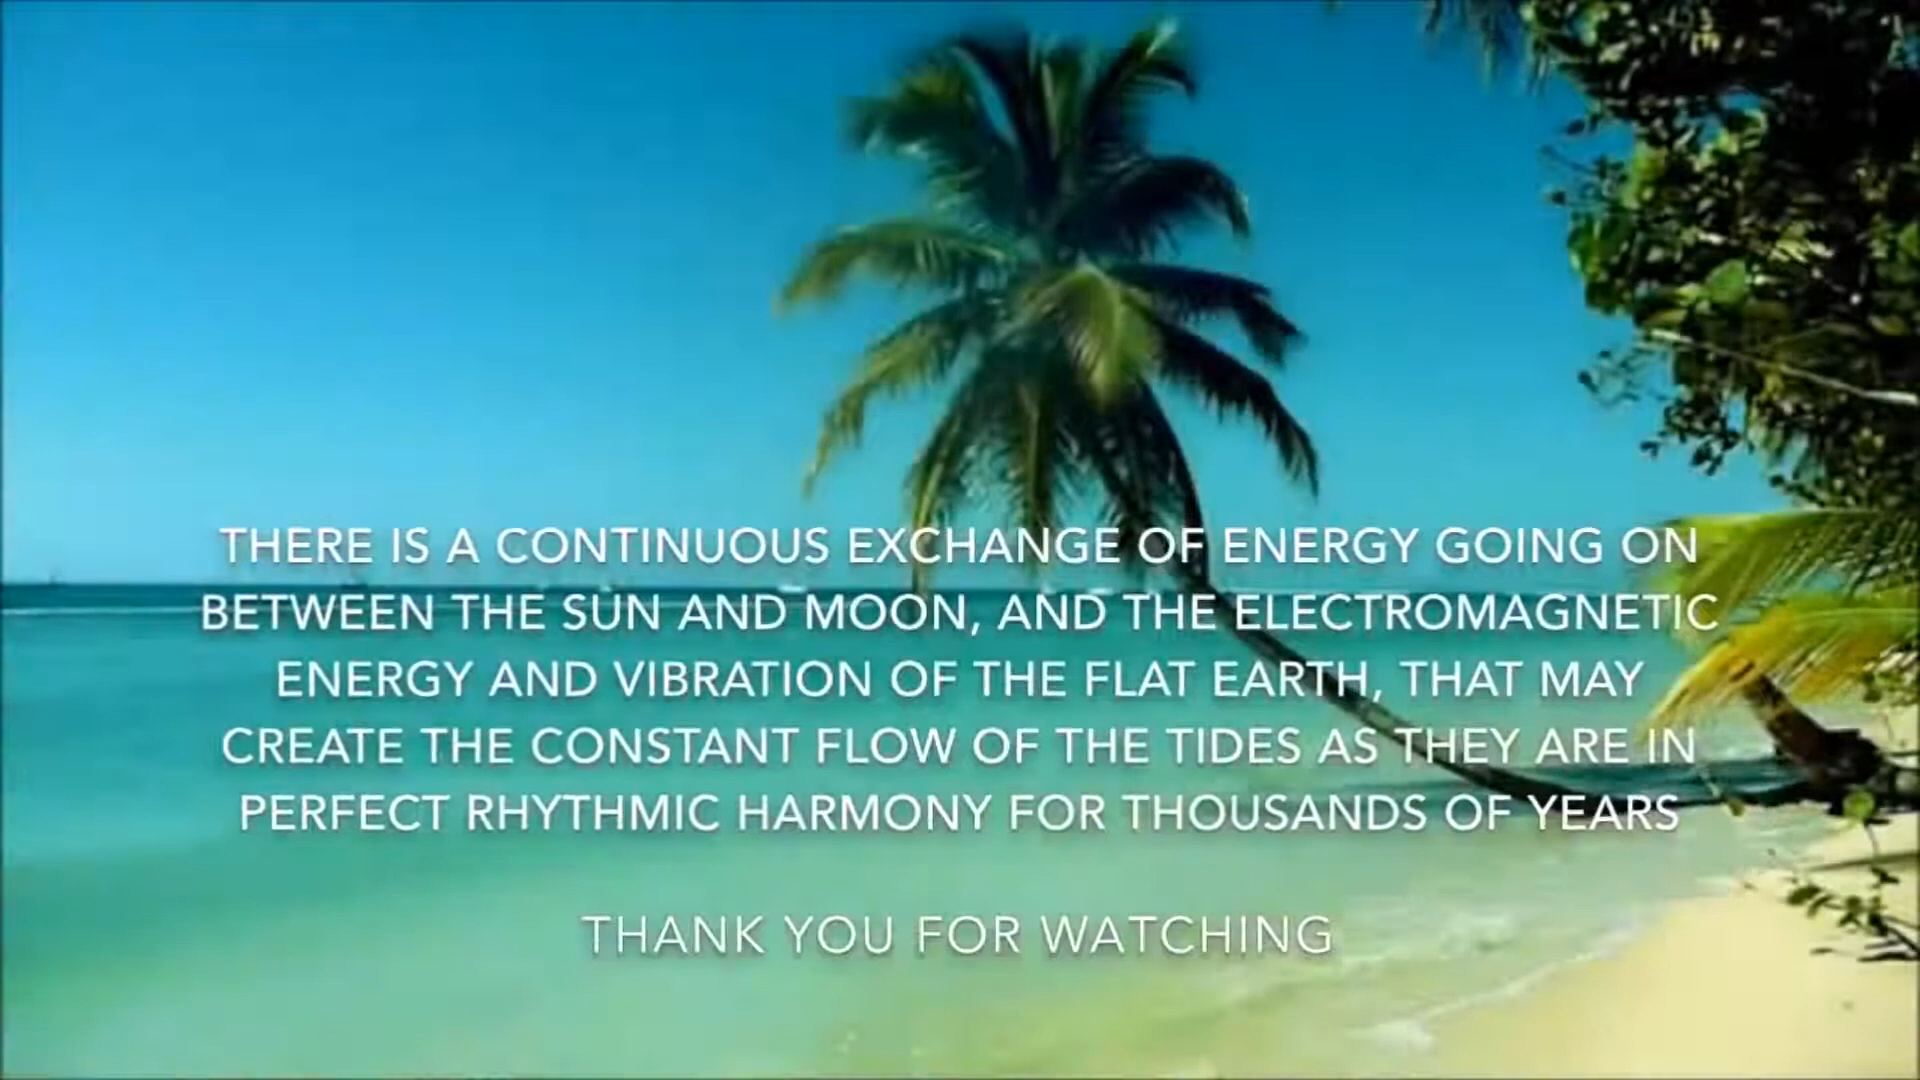 THERE IS A CONTINUOUS EXCHANGE OF ENERGY GOING ON
BETWEEN THE SUN AND MOON, AND THE ELECTROMAGNETIC
ENERGY AND VIBRATION OF THE FLAT EARTH, THAT MAY
CREATE THE CONSTANT FLOW OF THE TIDES AS THEY ARE IN
PERFECT RHYTHMIC HARMONY FOR THOUSANDS OF YEARS
THANK YOU FOR WATCHING